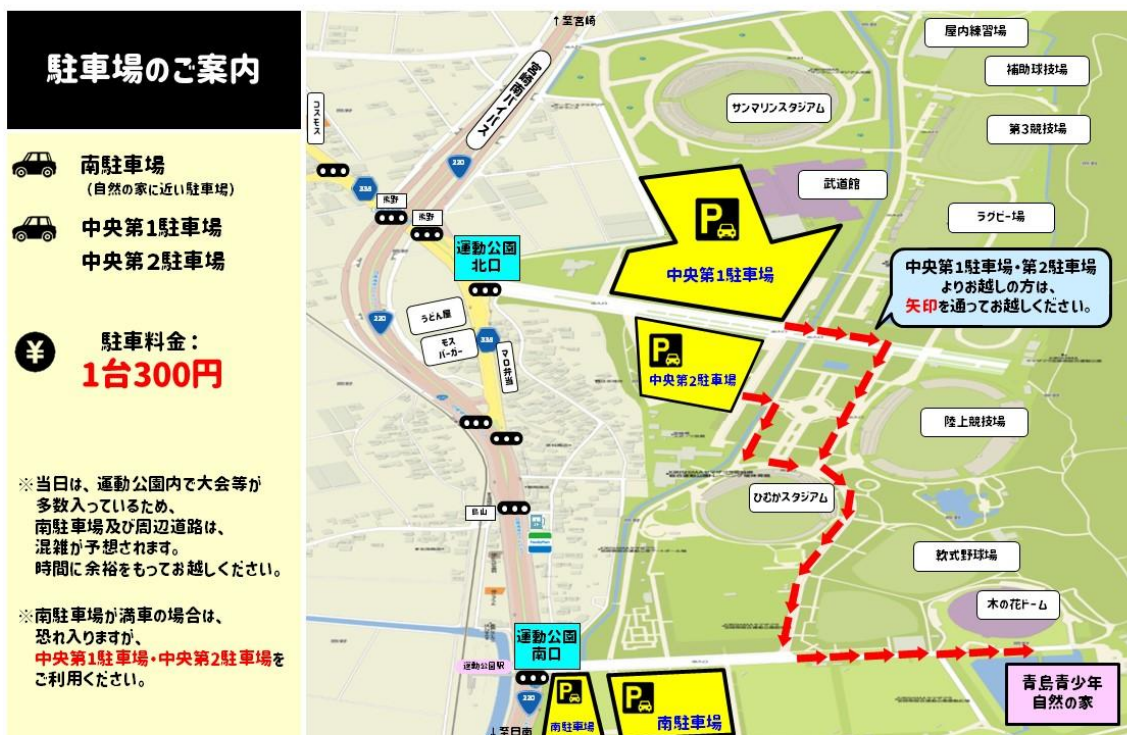 駐車場のご案内
南駐車場
(自然の家に近い駐車場)
中央第1駐車場
中央第2駐車場
¥
駐車料金：
1台300円
※当日は、運動公園内で大会等が
多数入っているため、
南駐車場及び周辺道路は、
混雑が予想されます。
時間に余裕をもってお越しください。
※南駐車場が満車の場合は、
恐れ入りますが、
中央第1駐車場・中央第2駐車場を
ご利用ください。
↑至宮崎
宮崎南バイパス
コスモス
220
338
熊野
熊野
運動公園
北口
220
うどん屋
モス
バーガー
338
マロ弁当
サンマリンスタジアム
屋内練習場
補助球技場
第3競技場
武道館
ラグビー場
P
中央第1駐車場
中央第1駐車場・第2駐車場
よりお越しの方は、
矢印を通ってお越しください。
P
中央第2駐車場
陸上競技場
ひむかスタジアム
島山
FamilyMart
軟式野球場
木の花ドーム
運動公園
南口
運動公園駅
220
↓至日南
P
南駐車場
P
南駐車場
青島青少年
自然の家